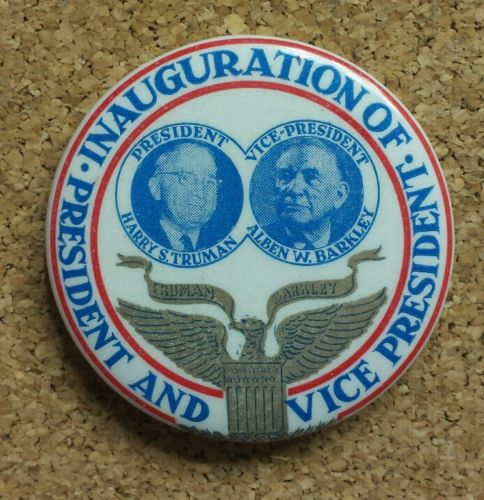 · INAUGURATION OF ·
PRESIDENT AND VICE PRESIDENT
PRESIDENT
HARRY S. TRUMAN
VICE-PRESIDENT
ALBEN W. BARKLEY
TRUMAN BARKLEY